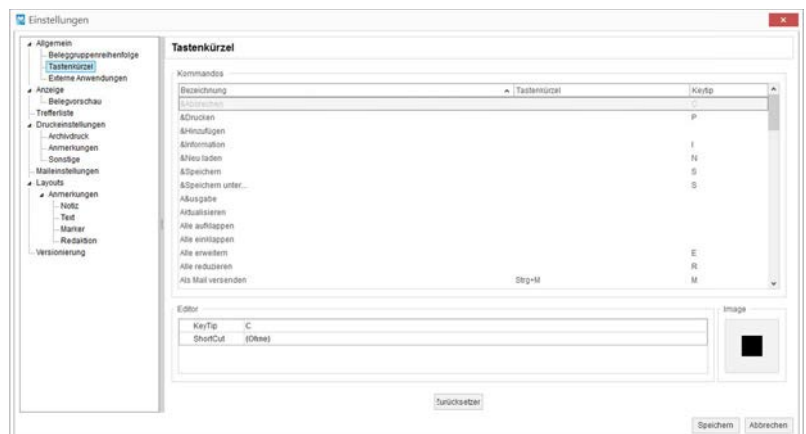 Einstellungen
Allgemein
Beleggruppenreihenfolge
Tastenkürzel
Externe Anwendungen
Anzeige
Belegvorschau
Trefferliste
Druckeinstellungen
Archivdruck
Anmerkungen
Sonstige
Maileinstellungen
Layouts
Anmerkungen
Notiz
Text
Marker
Redaktion
Versionierung
Tastenkürzel
Kommandos
Bezeichnung Tastenkürzel Keytip
&Abbrechen C
&Drucken P
&Hinzufügen
&Information I
&Neu laden N
&Speichern S
&Speichern unter... S
A&usgabe
Aktualisieren
Alle aufklappen
Alle einklappen
Alle erweitern E
Alle reduzieren R
Als Mail versenden Strg+M M
Editor
KeyTip C
ShortCut (Ohne)
Image
Zurücksetzen
Speichern Abbrechen